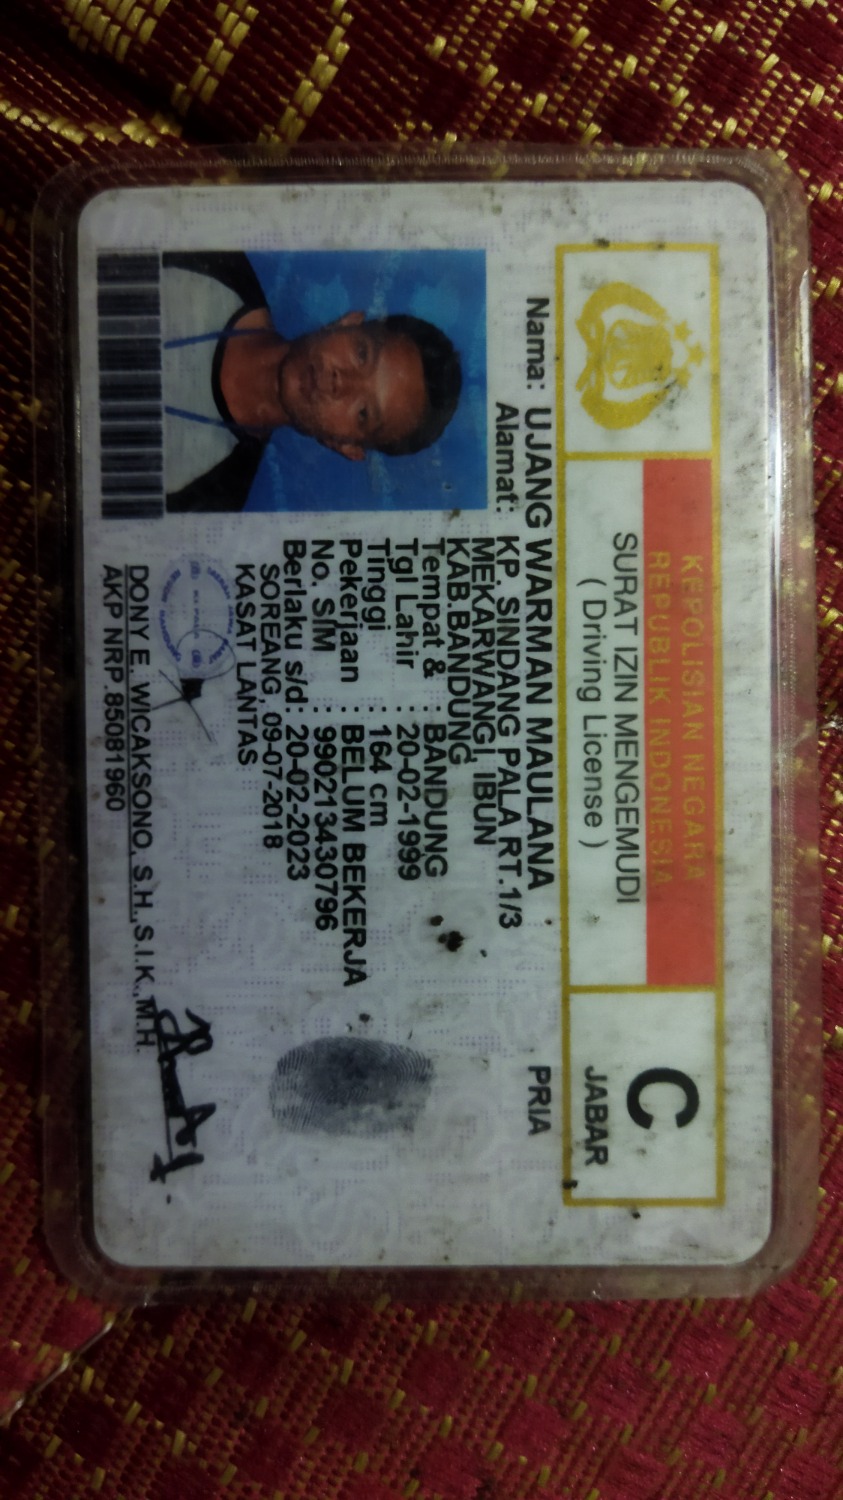 KEPOLISIAN NEGARA
REPUBLIK INDONESIA
SURAT IZIN MENGEMUDI
( Driving License )
C
JABAR
Nama: UJANG WARMAN MAULANA PRIA
Alamat: KP. SINDANG PALA RT.1/3
MEKARWANGI, IBUN
KAB.BANDUNG
Tempat & : BANDUNG
Tgl Lahir : 20-02-1999
Tinggi : 164 cm
Pekerjaan : BELUM BEKERJA
No. SIM : 990213430796
Berlaku s/d: 20-02-2023
SOREANG, 09-07-2018
KASAT LANTAS
DONY E. WICAKSONO, S.H.,S.I.K.,M.H.
AKP NRP.85081960